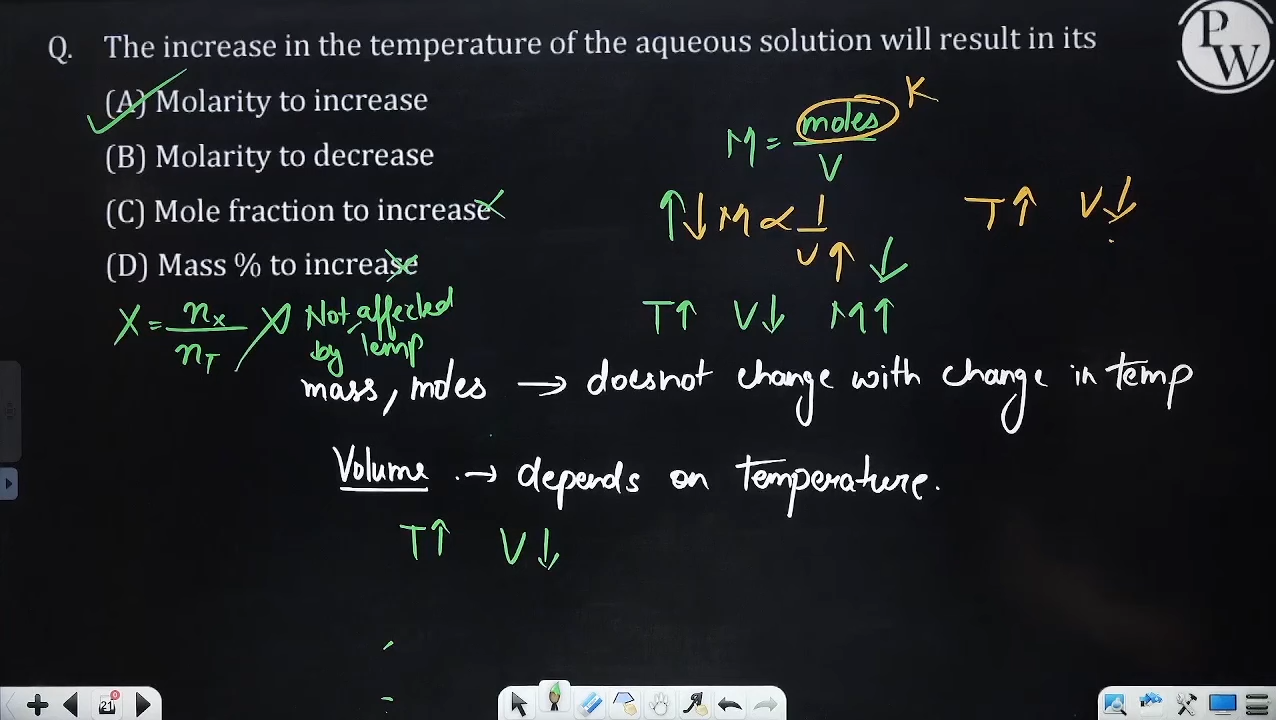 Q. The increase in the temperature of the aqueous solution will result in its
PW
(A) Molarity to increase
(B) Molarity to decrease
(C) Mole fraction to increase
(D) Mass % to increase
M = moles / V K
↑↓ M ∝ 1 / V↑ ↓
T↑ V↓
T↑ V↓ M↑
X = nx / nT X Not affected
by Temp
mass, moles → doesnot change with change in temp
Volume → depends on Temperature.
T↑ V↓
21
0